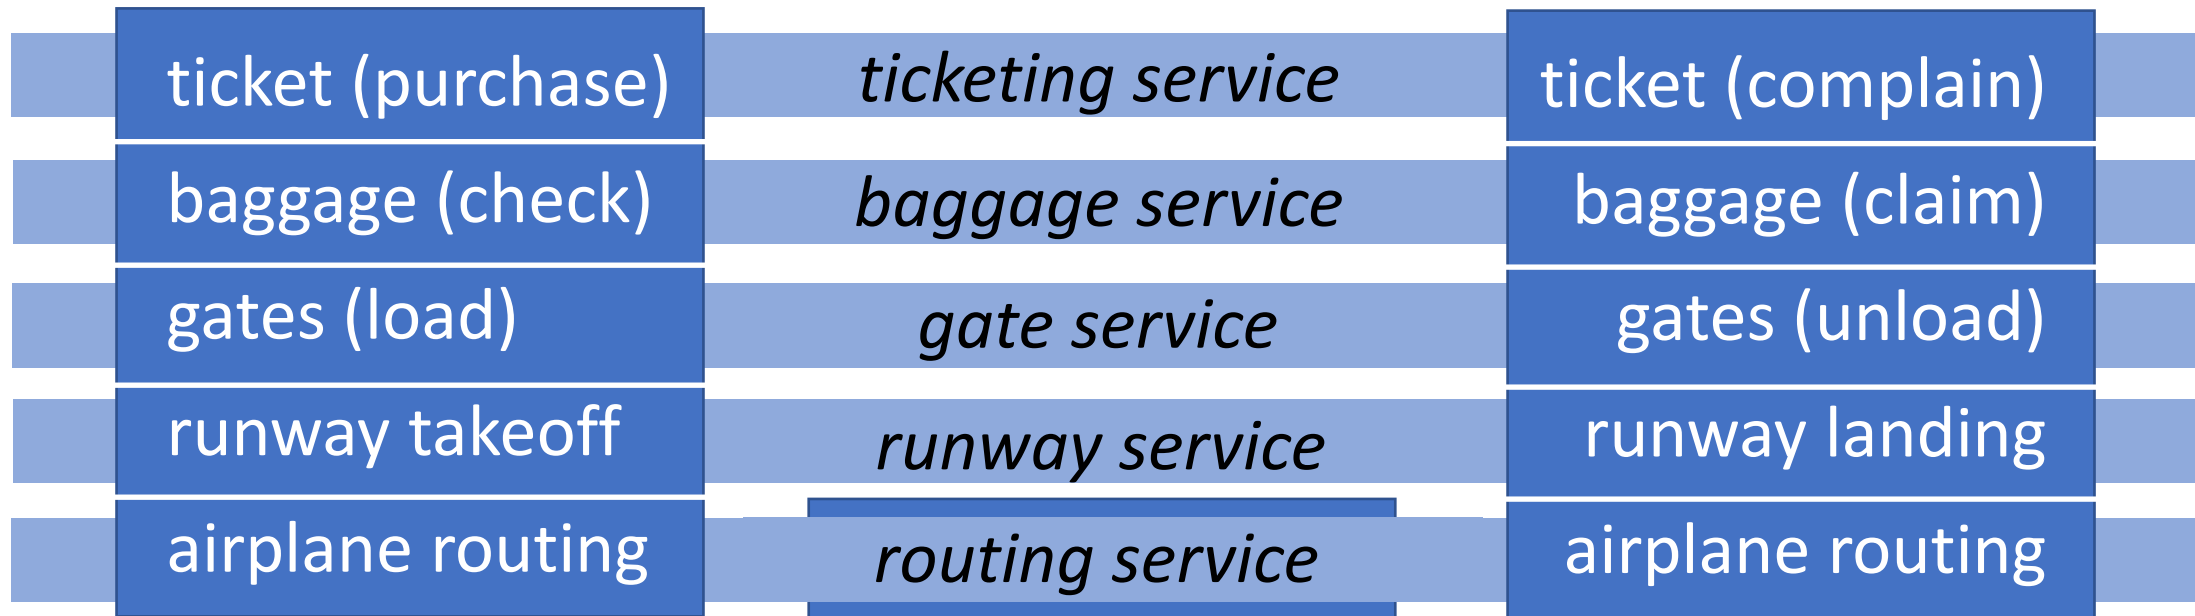 ticket (purchase) ticketing service ticket (complain)
baggage (check) baggage service baggage (claim)
gates (load) gate service gates (unload)
runway takeoff runway service runway landing
airplane routing routing service airplane routing